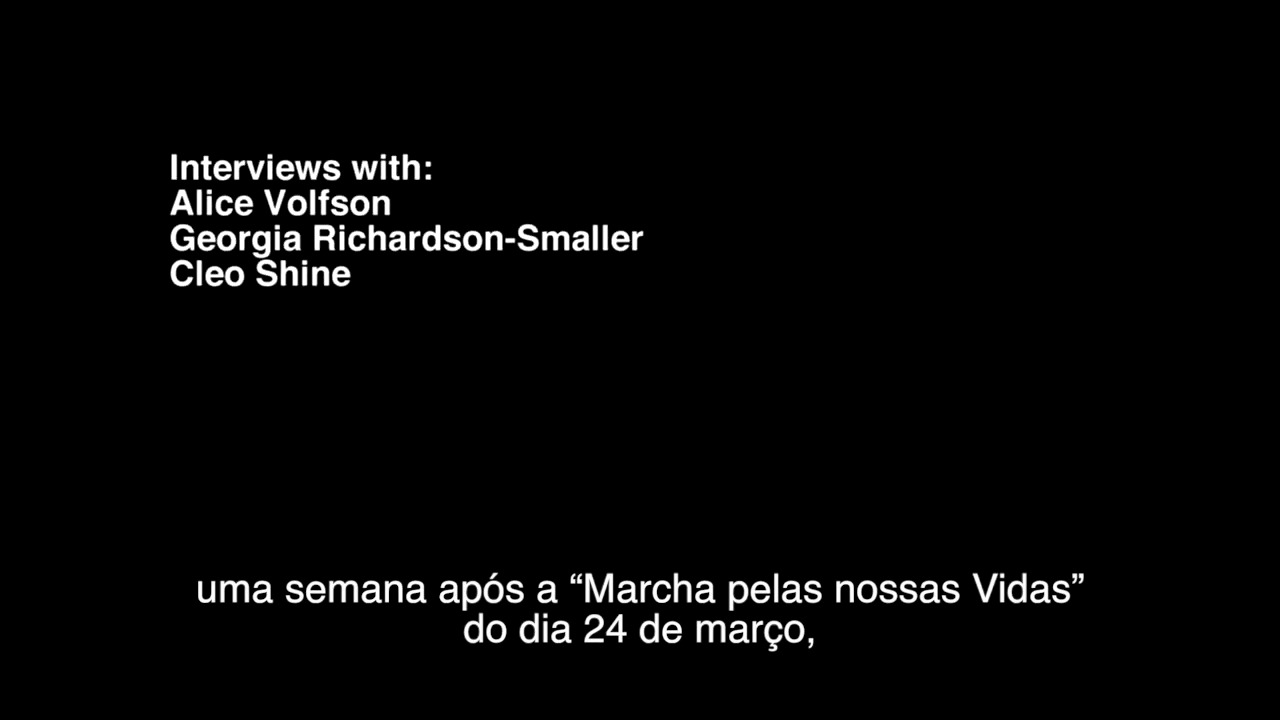 Interviews with:
Alice Volfson
Georgia Richardson-Smaller
Cleo Shine
uma semana após a “Marcha pelas nossas Vidas”
do dia 24 de março,